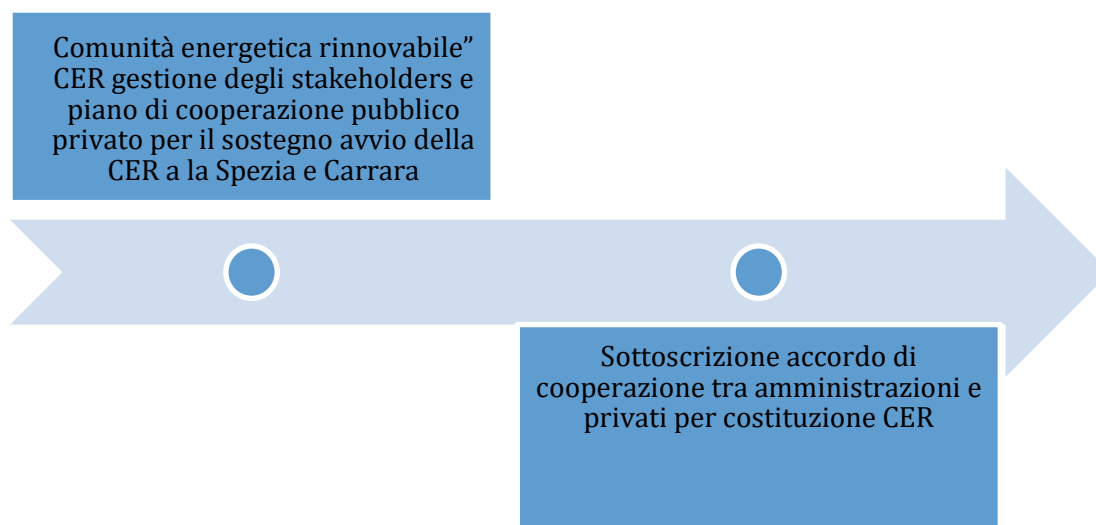 Comunità energetica rinnovabile”
CER gestione degli stakeholders e
piano di cooperazione pubblico
privato per il sostegno avvio della
CER a la Spezia e Carrara
Sottoscrizione accordo di
cooperazione tra amministrazioni e
privati per costituzione CER